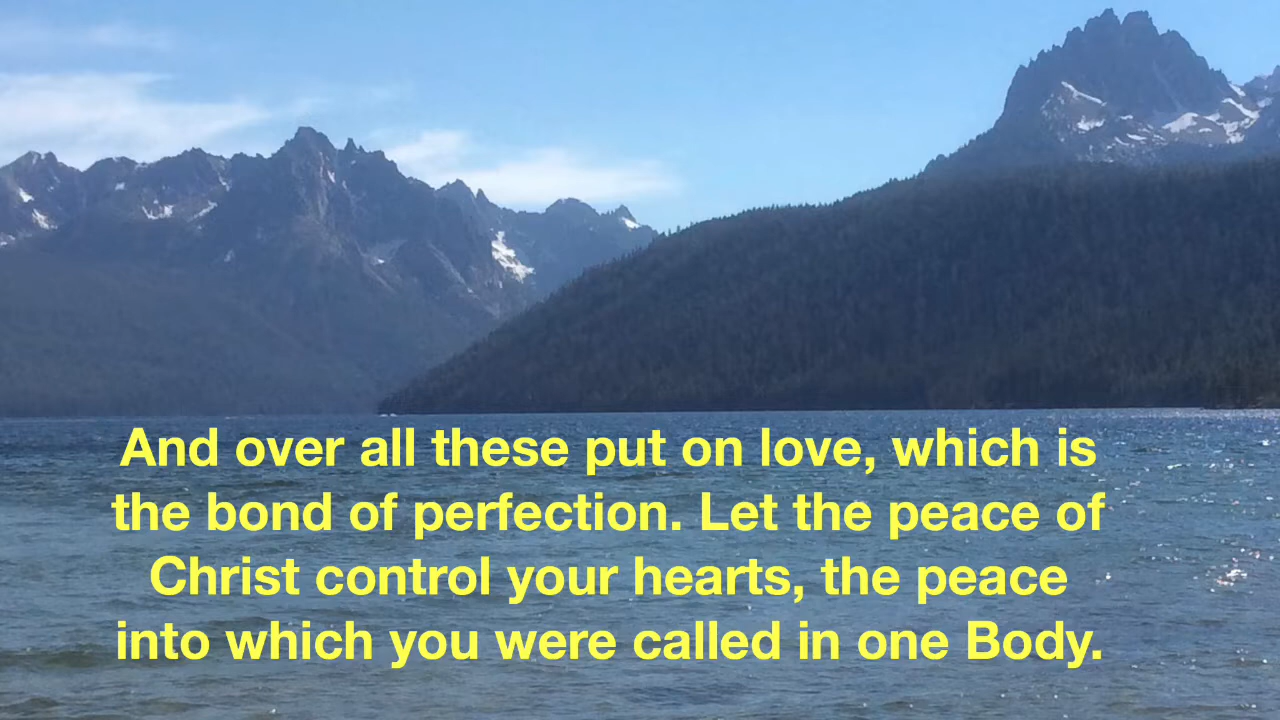 And over all these put on love, which is
the bond of perfection. Let the peace of
Christ control your hearts, the peace
into which you were called in one Body.